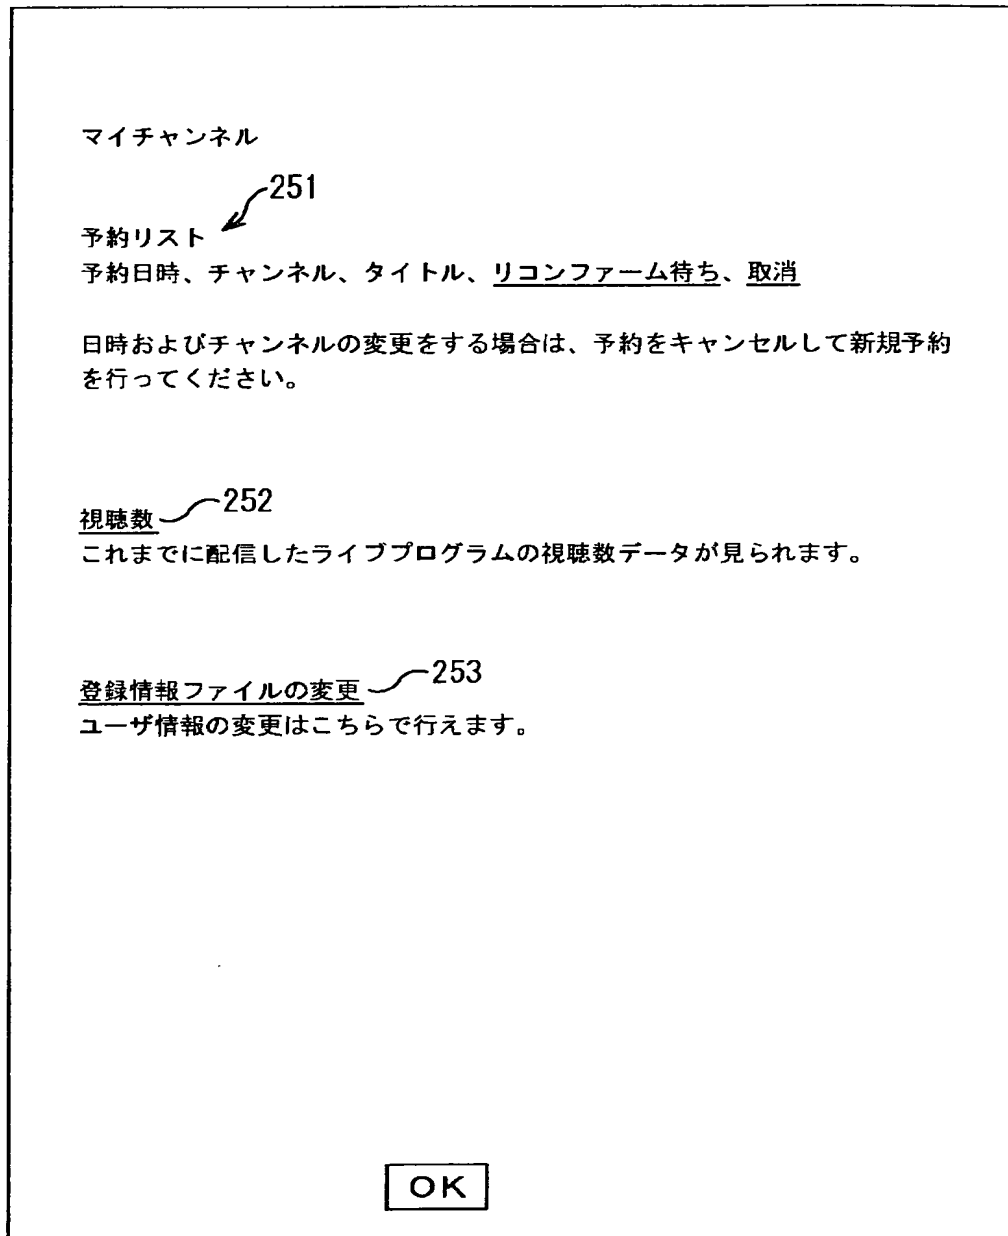 マイチャンネル
251
予約リスト
予約日時、チャンネル、タイトル、リコンファーム待ち、取消
日時およびチャンネルの変更をする場合は、予約をキャンセルして新規予約
を行ってください。
視聴数 252
これまでに配信したライブプログラムの視聴数データが見られます。
登録情報ファイルの変更 253
ユーザ情報の変更はこちらで行えます。
OK